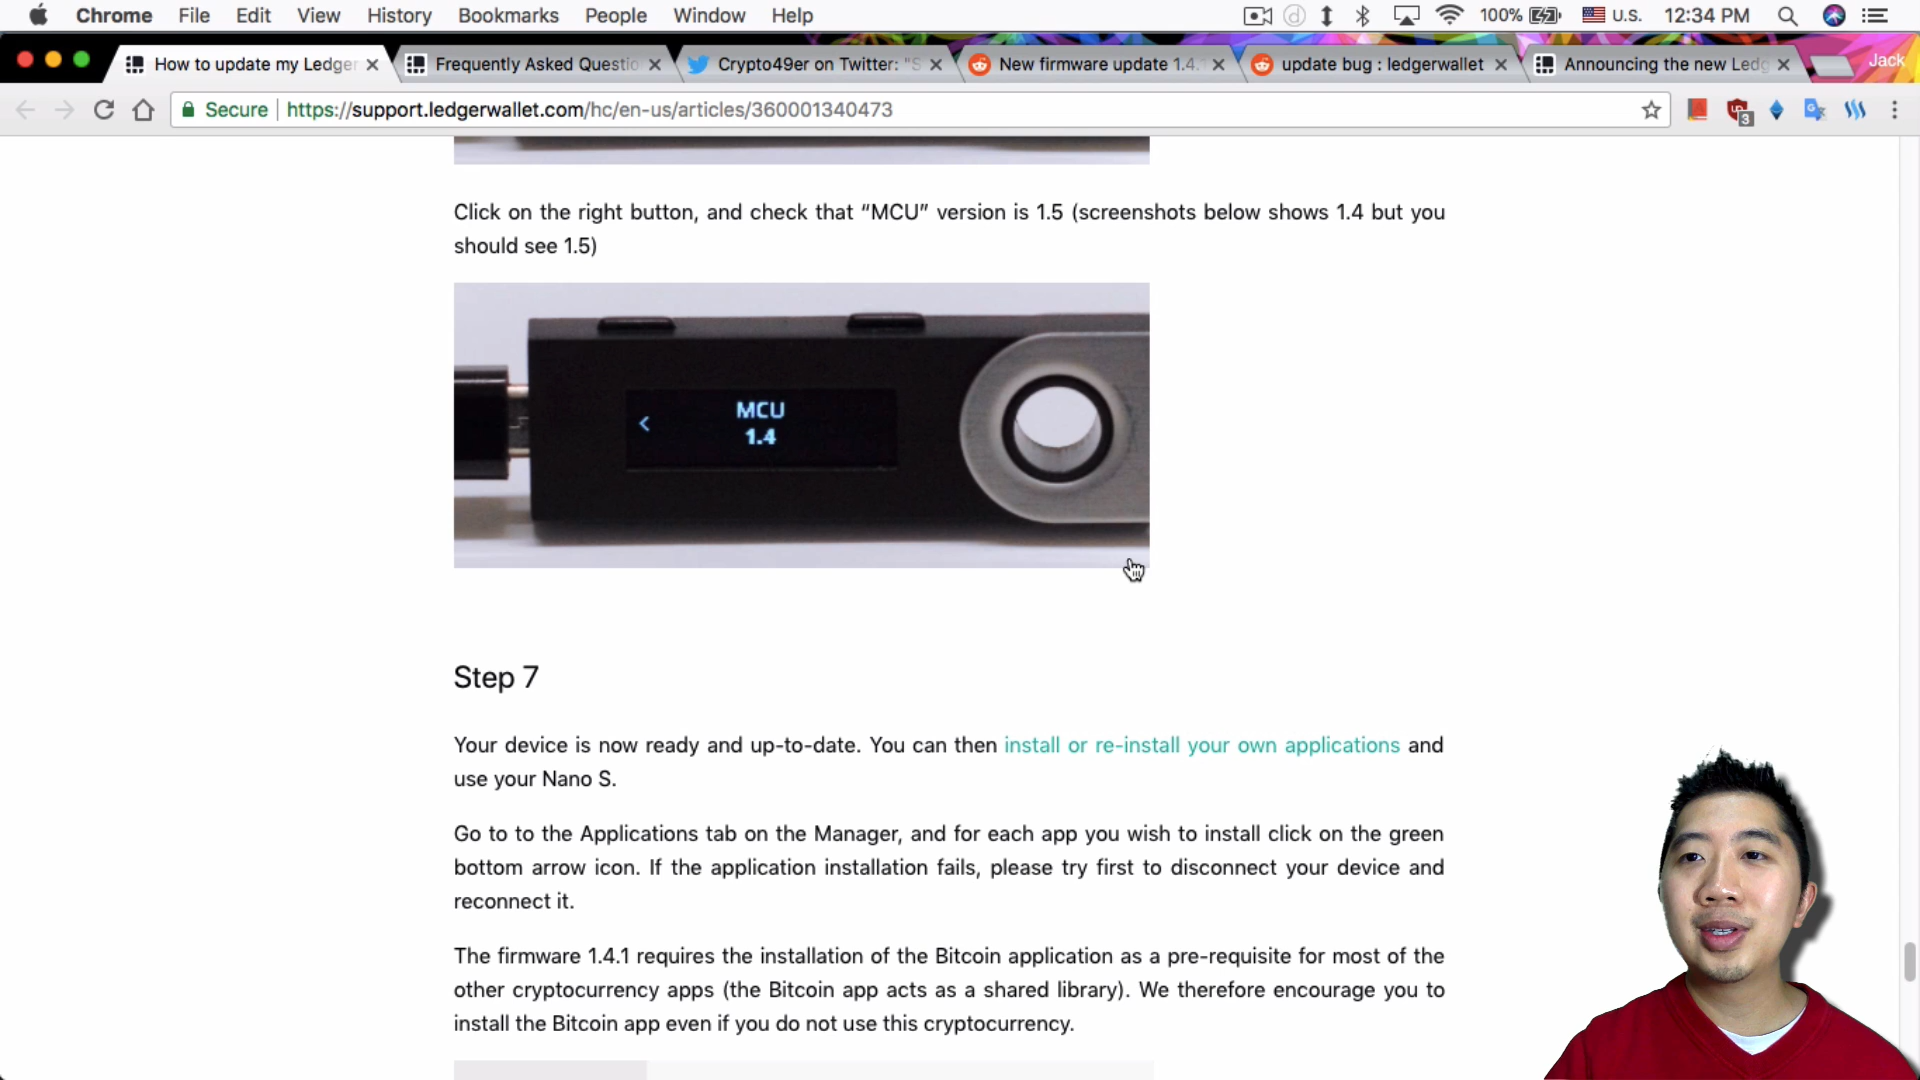 Chrome File Edit View History Bookmarks People Window Help 100% U.S. 12:34 PM
How to update my Ledger Frequently Asked Questio Crypto49er on Twitter: "S New firmware update 1.4. update bug : ledgerwallet Announcing the new Ledg Jack
Secure https://support.ledgerwallet.com/hc/en-us/articles/360001340473 3
Click on the right button, and check that “MCU” version is 1.5 (screenshots below shows 1.4 but you
should see 1.5)
MCU
1.4
Step 7
Your device is now ready and up-to-date. You can then install or re-install your own applications and
use your Nano S.
Go to to the Applications tab on the Manager, and for each app you wish to install click on the green
bottom arrow icon. If the application installation fails, please try first to disconnect your device and
reconnect it.
The firmware 1.4.1 requires the installation of the Bitcoin application as a pre-requisite for most of the
other cryptocurrency apps (the Bitcoin app acts as a shared library). We therefore encourage you to
install the Bitcoin app even if you do not use this cryptocurrency.